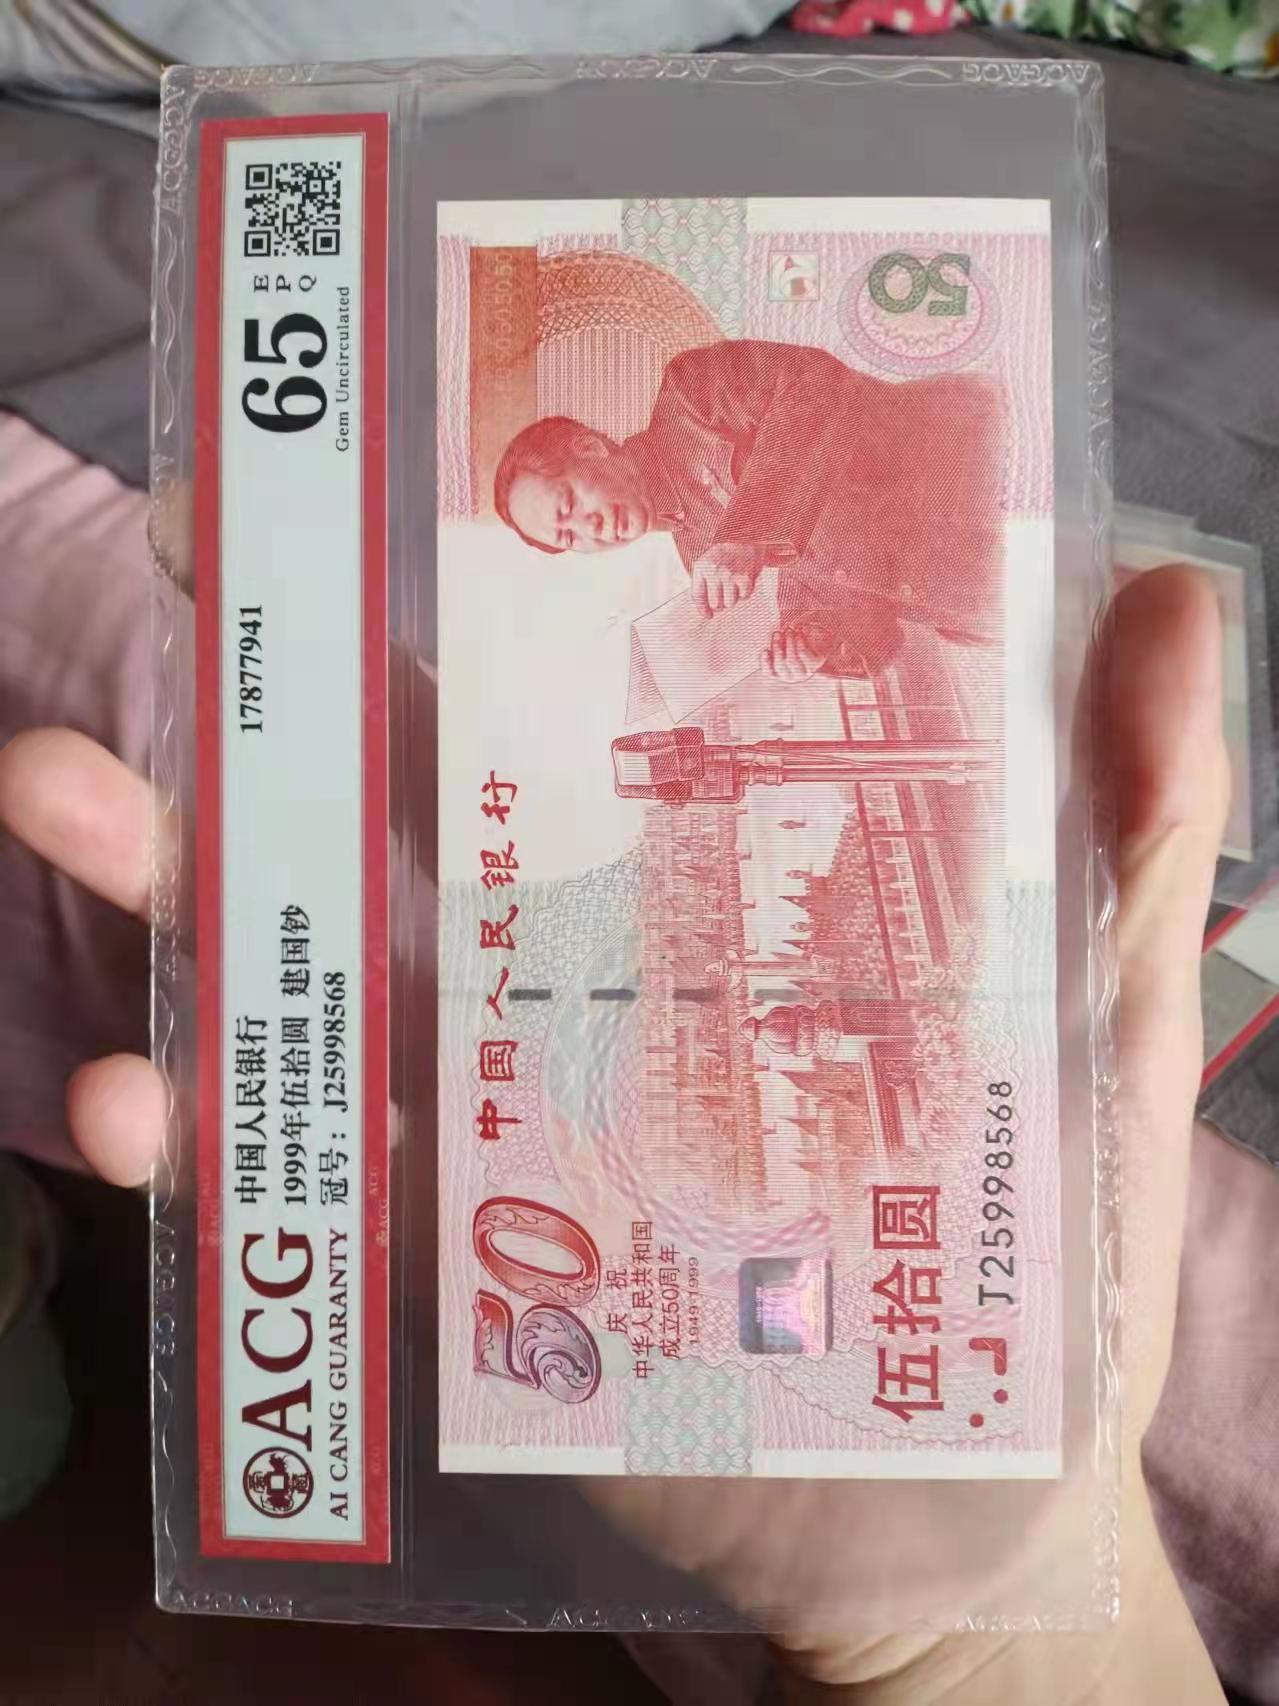 ACG
AI CANG GUARANTY
中国人民银行
1999年伍拾圆 建国钞
冠号：J25998568
17877941
65
EPQ
Gem Uncirculated
中国人民银行
50
庆祝
中华人民共和国
成立50周年
1949-1999
伍拾圆
J25998568
50